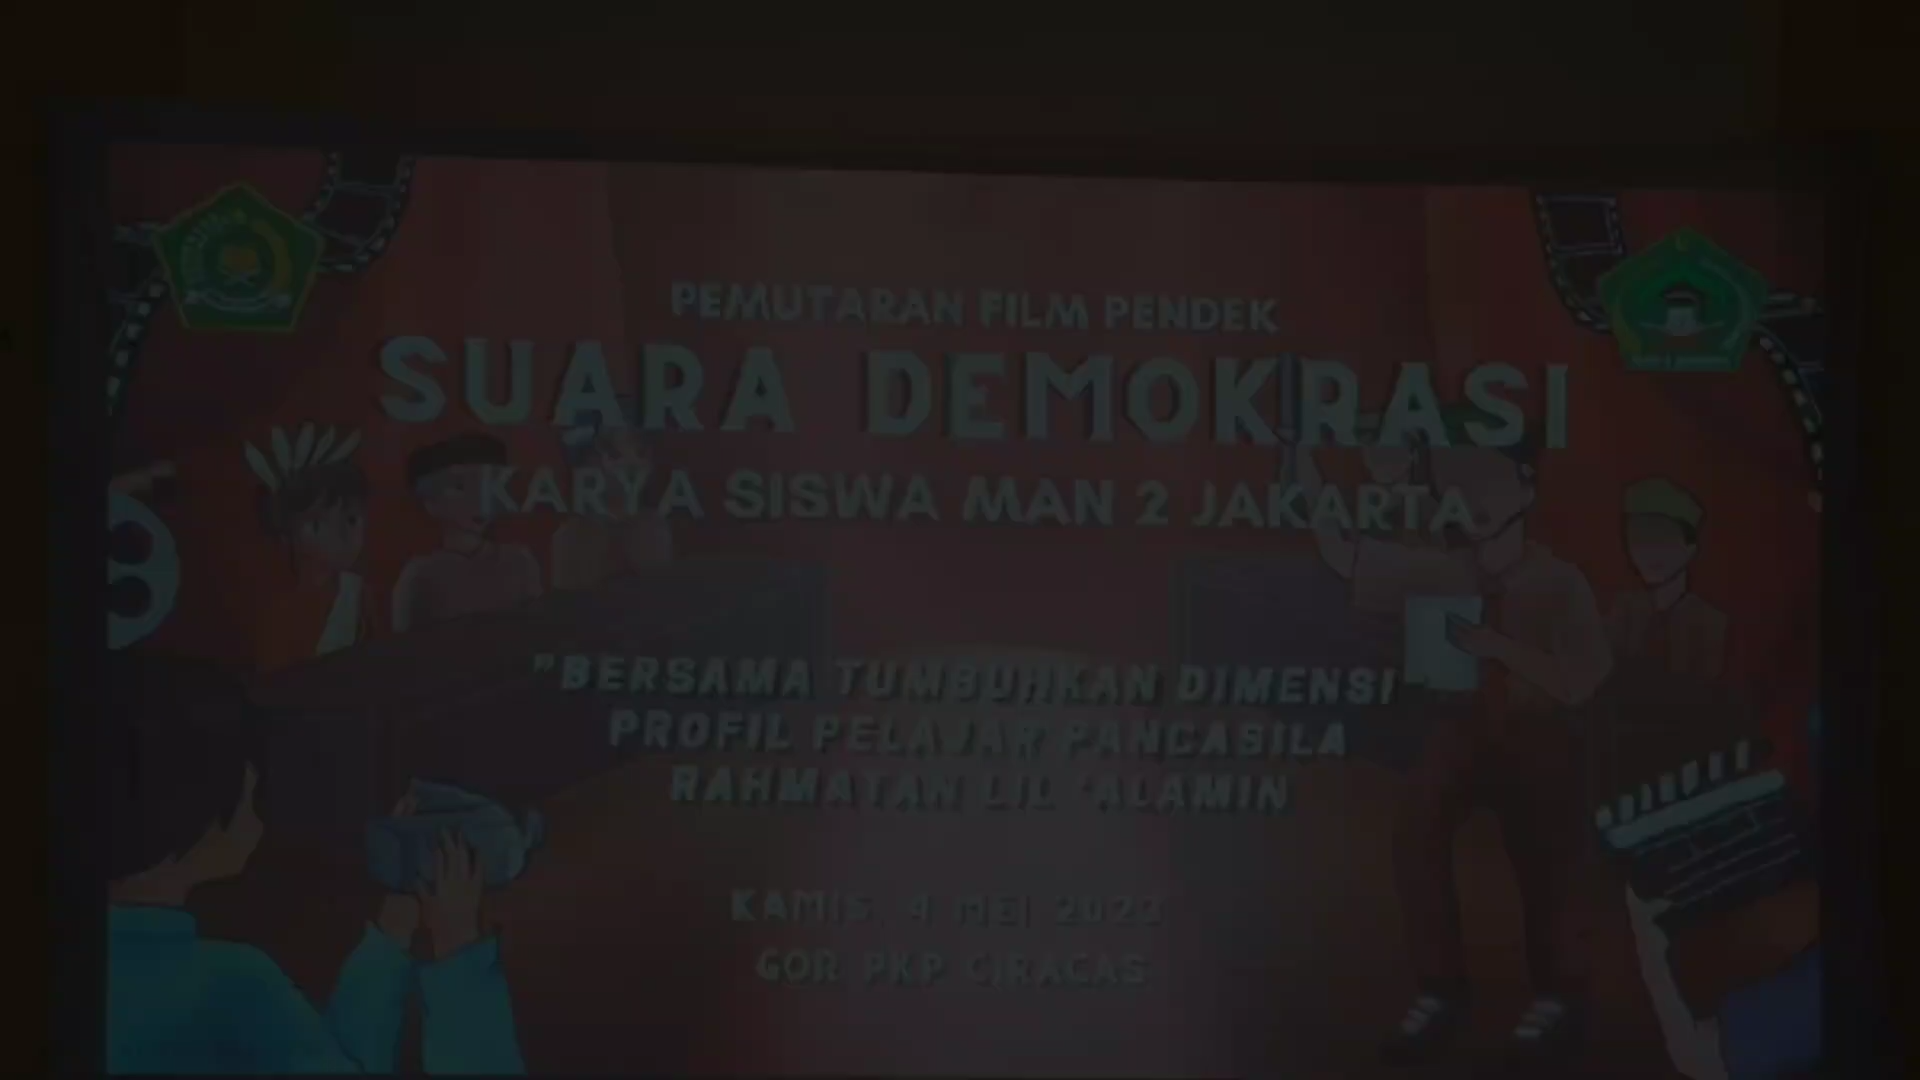 PEMUTARAN FILM PENDEK
SUARA DEMOKRASI
KARYA SISWA MAN 2 JAKARTA
"BERSAMA TUMBUHKAN DIMENSI
PROFIL PELAJAR PANCASILA
RAHMATAN LIL 'ALAMIN
KAMIS, 4 MEI 2023
GOR PKP CIRACAS